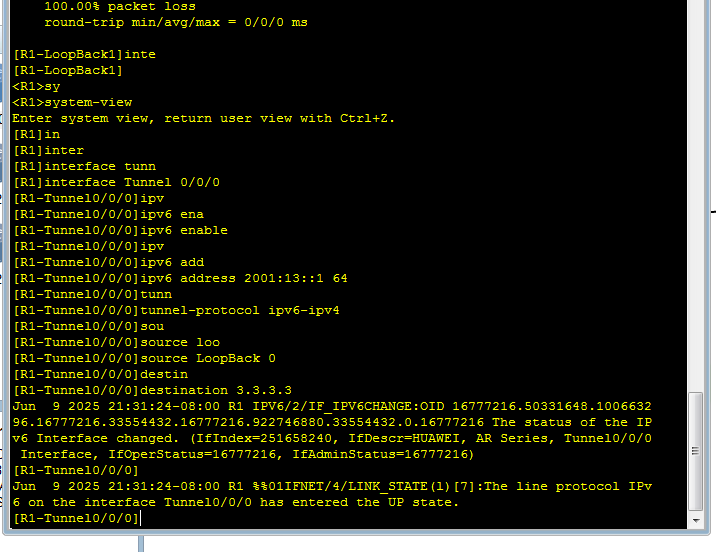 100.00% packet loss
round-trip min/avg/max = 0/0/0 ms
[R1-LoopBack1]inte
[R1-LoopBack1]
<R1>sy
<R1>system-view
Enter system view, return user view with Ctrl+Z.
[R1]in
[R1]inter
[R1]interface tunn
[R1]interface Tunnel 0/0/0
[R1-Tunnel0/0/0]ipv
[R1-Tunnel0/0/0]ipv6 ena
[R1-Tunnel0/0/0]ipv6 enable
[R1-Tunnel0/0/0]ipv
[R1-Tunnel0/0/0]ipv6 add
[R1-Tunnel0/0/0]ipv6 address 2001:13::1 64
[R1-Tunnel0/0/0]tunn
[R1-Tunnel0/0/0]tunnel-protocol ipv6-ipv4
[R1-Tunnel0/0/0]sou
[R1-Tunnel0/0/0]source loo
[R1-Tunnel0/0/0]source LoopBack 0
[R1-Tunnel0/0/0]destin
[R1-Tunnel0/0/0]destination 3.3.3.3
Jun  9 2025 21:31:24-08:00 R1 IPV6/2/IF_IPV6CHANGE:OID 16777216.50331648.1006632
96.16777216.33554432.16777216.922746880.33554432.0.16777216 The status of the IP
v6 Interface changed. (IfIndex=251658240, IfDescr=HUAWEI, AR Series, Tunnel0/0/0
 Interface, IfOperStatus=16777216, IfAdminStatus=16777216)
[R1-Tunnel0/0/0]
Jun  9 2025 21:31:24-08:00 R1 %%01IFNET/4/LINK_STATE(l)[7]:The line protocol IPv
6 on the interface Tunnel0/0/0 has entered the UP state.
[R1-Tunnel0/0/0]